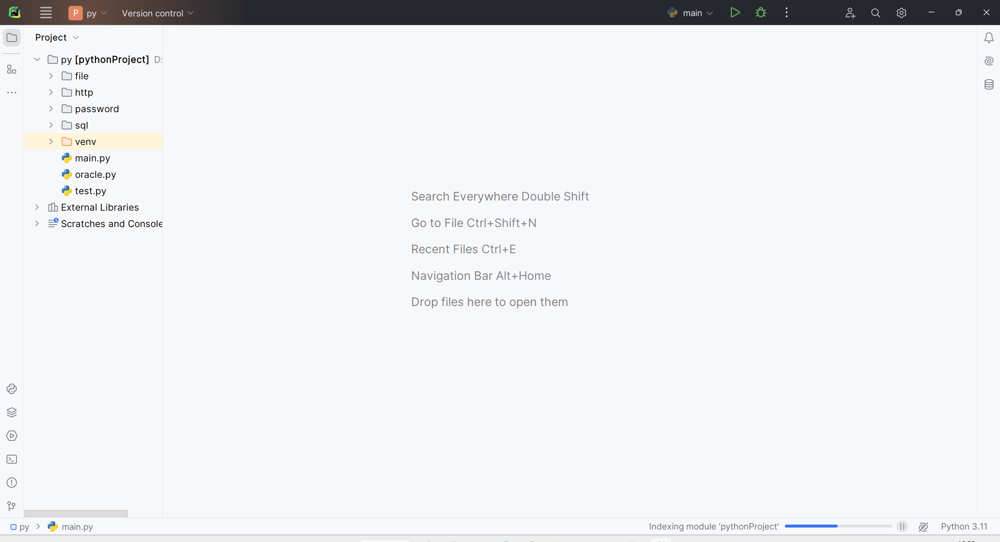 PC
P py Version control main
Project
py [pythonProject] D:
file
http
password
sql
venv
main.py
oracle.py
test.py
External Libraries
Scratches and Console
Search Everywhere Double Shift
Go to File Ctrl+Shift+N
Recent Files Ctrl+E
Navigation Bar Alt+Home
Drop files here to open them
py > main.py Indexing module 'pythonProject' Python 3.11